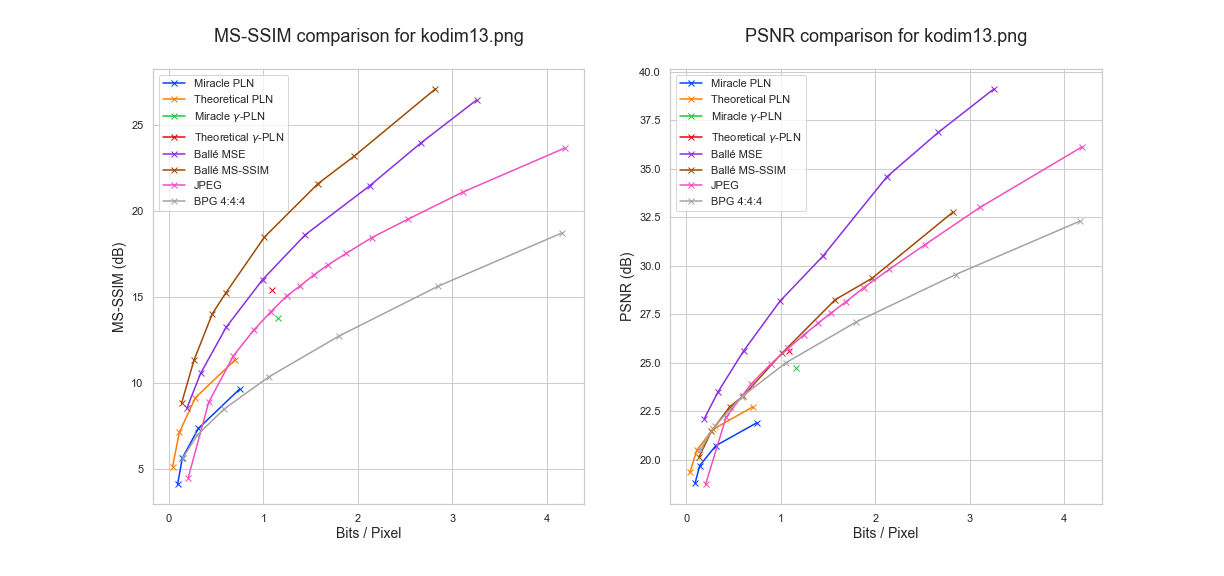 MS-SSIM comparison for kodim13.png
Miracle PLN
Theoretical PLN
Miracle γ-PLN
Theoretical γ-PLN
Ballé MSE
Ballé MS-SSIM
JPEG
BPG 4:4:4
MS-SSIM (dB)
25
20
15
10
5
0 1 2 3 4
Bits / Pixel
PSNR comparison for kodim13.png
Miracle PLN
Theoretical PLN
Miracle γ-PLN
Theoretical γ-PLN
Ballé MSE
Ballé MS-SSIM
JPEG
BPG 4:4:4
PSNR (dB)
40.0
37.5
35.0
32.5
30.0
27.5
25.0
22.5
20.0
0 1 2 3 4
Bits / Pixel